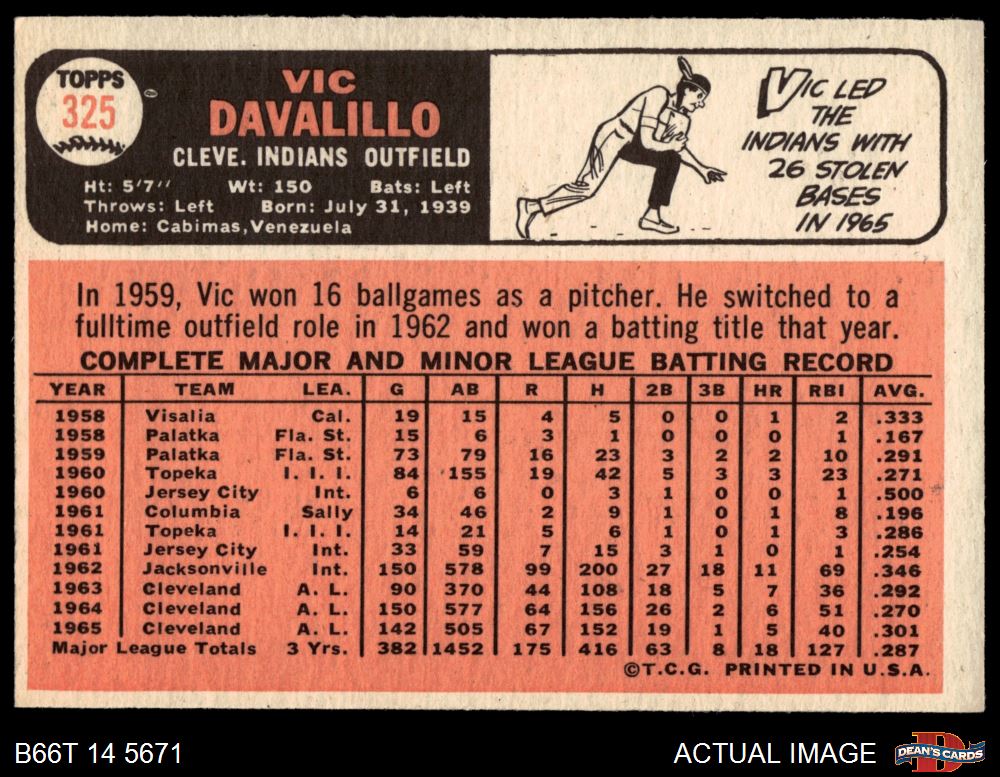 TOPPS
325
VIC
DAVALILLO
CLEVE. INDIANS OUTFIELD
Ht: 5'7'' Wt: 150 Bats: Left
Throws: Left Born: July 31, 1939
Home: Cabimas, Venezuela
VIC LED
THE
INDIANS WITH
26 STOLEN
BASES
IN 1965
In 1959, Vic won 16 ballgames as a pitcher. He switched to a
fulltime outfield role in 1962 and won a batting title that year.
COMPLETE MAJOR AND MINOR LEAGUE BATTING RECORD
YEAR TEAM LEA. G AB R H 2B 3B HR RBI AVG.
1958 Visalia Cal. 19 15 4 5 0 0 1 2 .333
1958 Palatka Fla. St. 15 6 3 1 0 0 0 1 .167
1959 Palatka Fla. St. 73 79 16 23 3 2 2 10 .291
1960 Topeka I. I. I. 84 155 19 42 5 3 3 23 .271
1960 Jersey City Int. 6 6 0 3 1 0 0 1 .500
1961 Columbia Sally 34 46 2 9 1 0 1 8 .196
1961 Topeka I. I. I. 14 21 5 6 1 0 1 3 .286
1961 Jersey City Int. 33 59 7 15 3 1 0 1 .254
1962 Jacksonville Int. 150 578 99 200 27 18 11 69 .346
1963 Cleveland A. L. 90 370 44 108 18 5 7 36 .292
1964 Cleveland A. L. 150 577 64 156 26 2 6 51 .270
1965 Cleveland A. L. 142 505 67 152 19 1 5 40 .301
Major League Totals 3 Yrs. 382 1452 175 416 63 8 18 127 .287
©T.C.G. PRINTED IN U.S.A.
B66T 14 5671 ACTUAL IMAGE DEAN'S CARDS